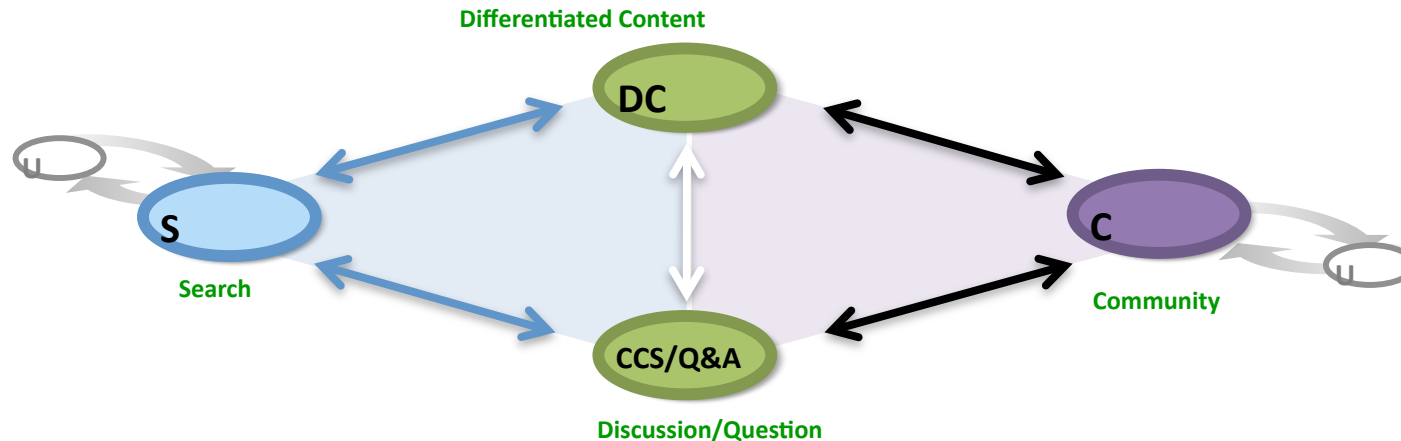 Differentiated Content
DC
U
S
C
U
Search
Community
CCS/Q&A
Discussion/Question